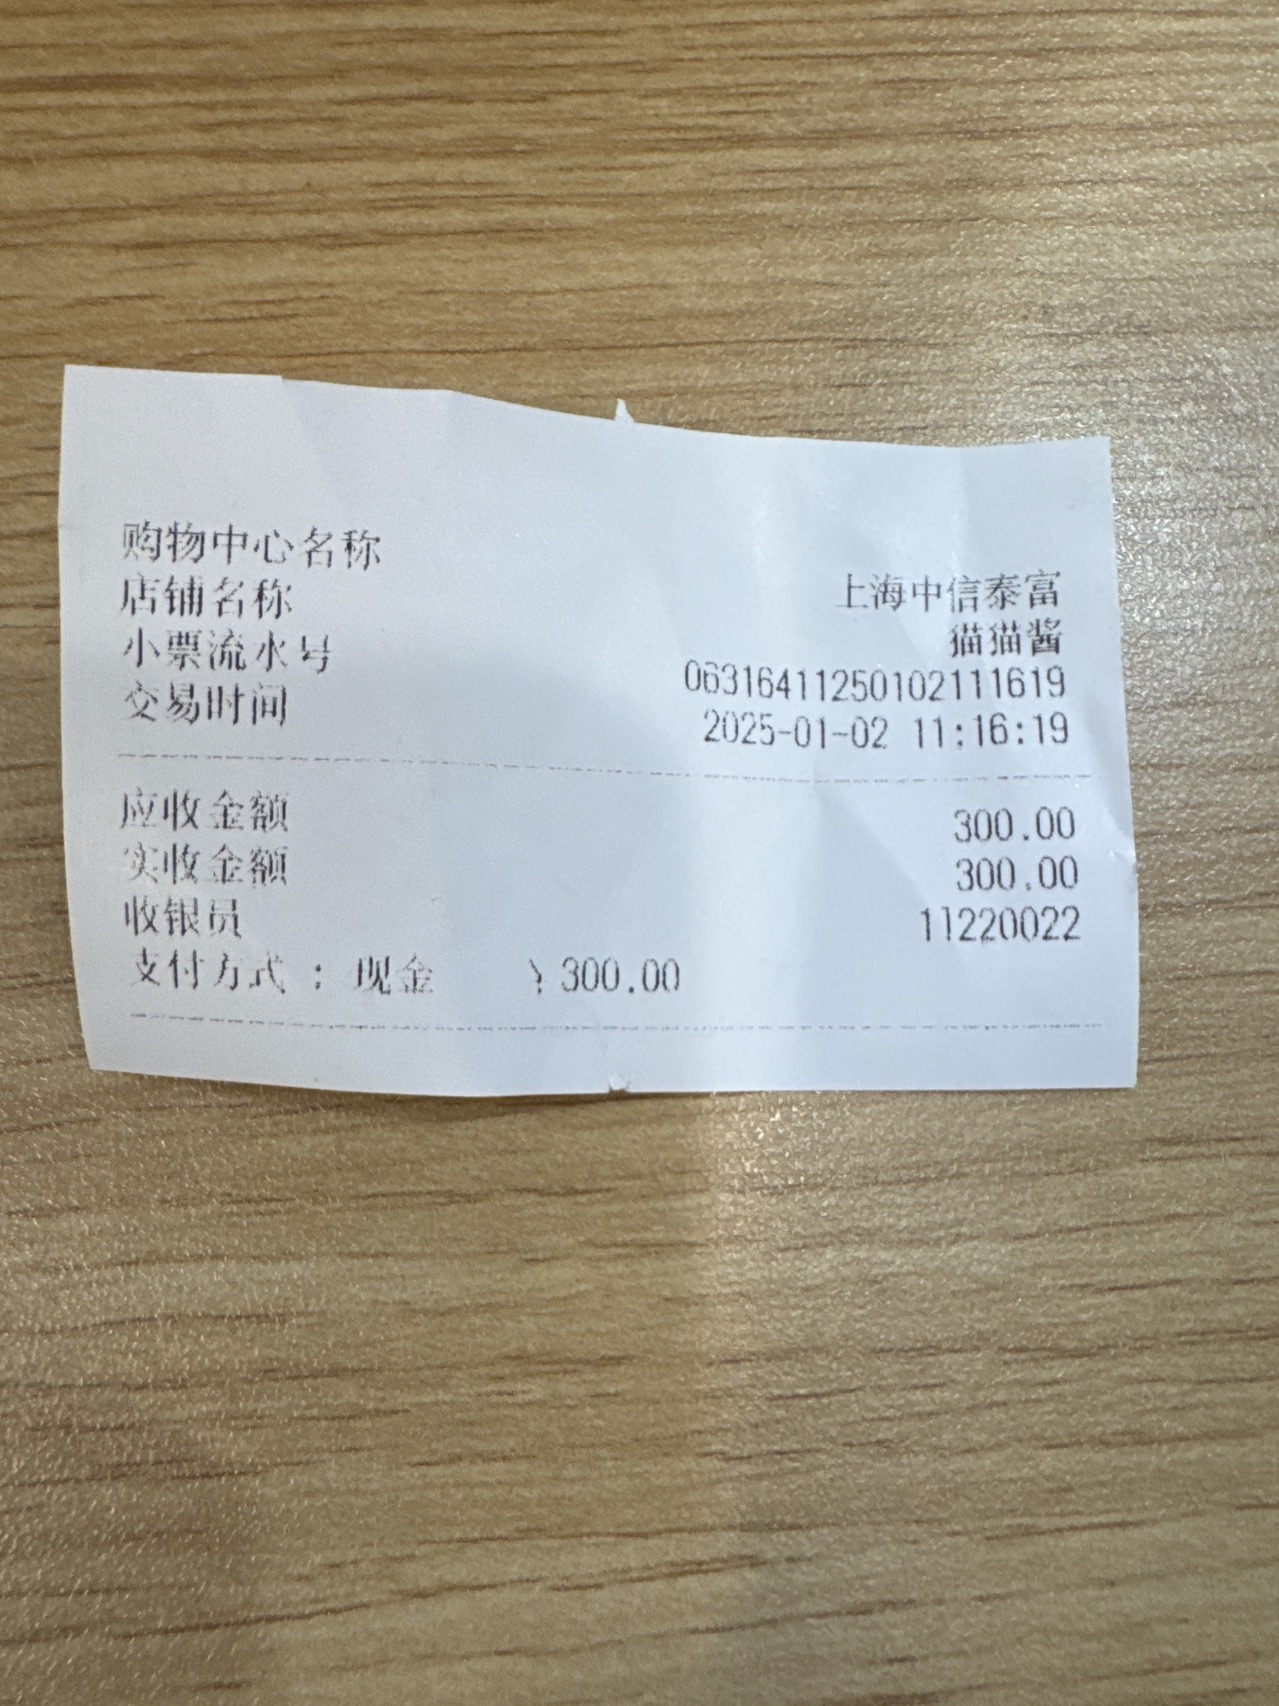 购物中心名称 上海中信泰富
店铺名称 猫猫酱
小票流水号 06316411250102111619
交易时间 2025-01-02 11:16:19
应收金额 300.00
实收金额 300.00
收银员 11220022
支付方式 : 现金 ¥ 300.00